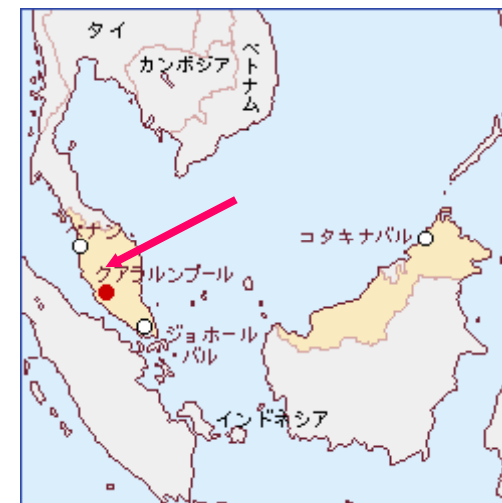 タイ
カンボジア
ベトナム
ペナン
コタキナバル
クアラルンプール
ジョホール
・バル
インドネシア